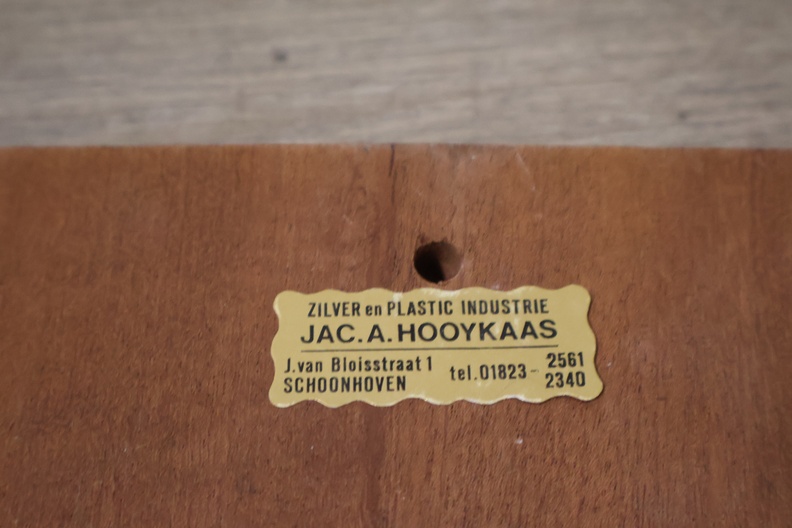 ZILVER en PLASTIC INDUSTRIE
JAC. A. HOOYKAAS
J. van Bloisstraat 1
SCHOONHOVEN
tel. 01823 - 2561
2340